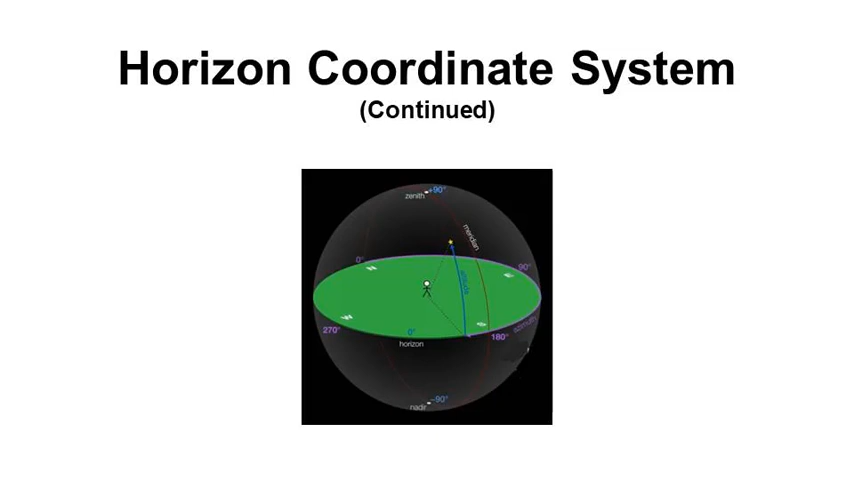 Horizon Coordinate System
(Continued)
zenith +90°
meridian
0°
N
90°
E
altitude
W
270°
0°
S
180°
azimuth
horizon
nadir -90°